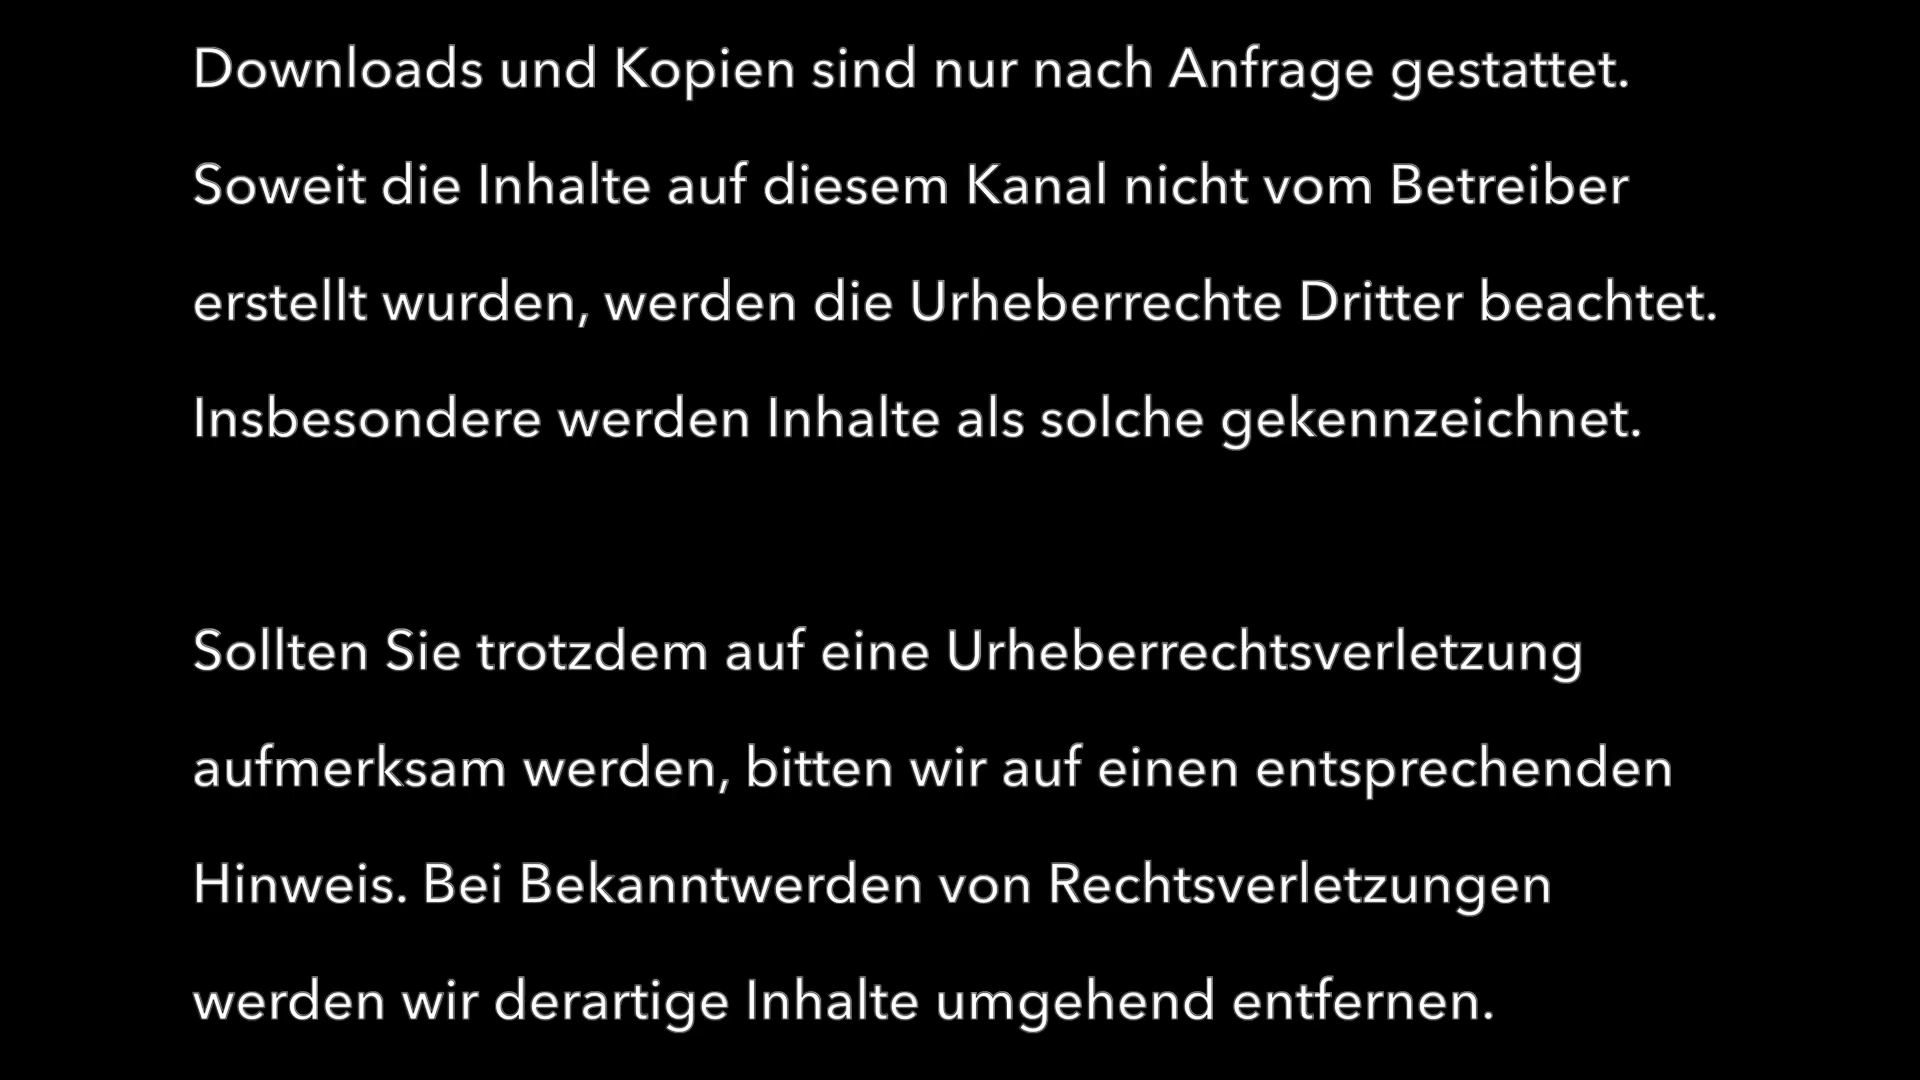 Downloads und Kopien sind nur nach Anfrage gestattet.
Soweit die Inhalte auf diesem Kanal nicht vom Betreiber
erstellt wurden, werden die Urheberrechte Dritter beachtet.
Insbesondere werden Inhalte als solche gekennzeichnet.
Sollten Sie trotzdem auf eine Urheberrechtsverletzung
aufmerksam werden, bitten wir auf einen entsprechenden
Hinweis. Bei Bekanntwerden von Rechtsverletzungen
werden wir derartige Inhalte umgehend entfernen.